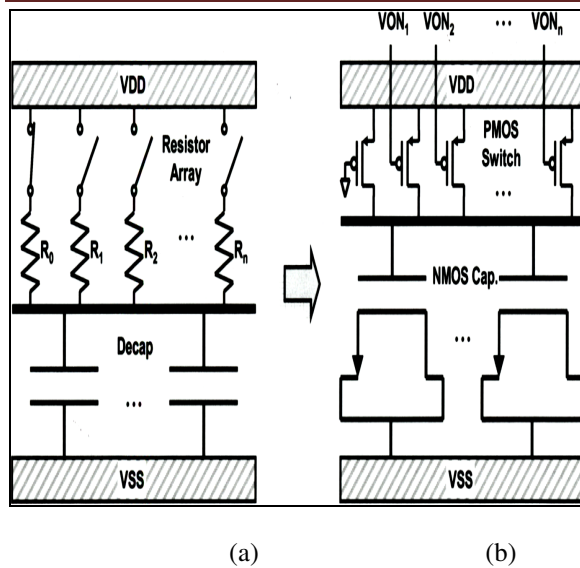 VON1 VON2 ... VONn
VDD
VDD
Resistor
Array
R0
R1
R2
...
Rn
PMOS
Switch
...
Decap
...
NMOS Cap.
...
VSS
VSS
(a)
(b)